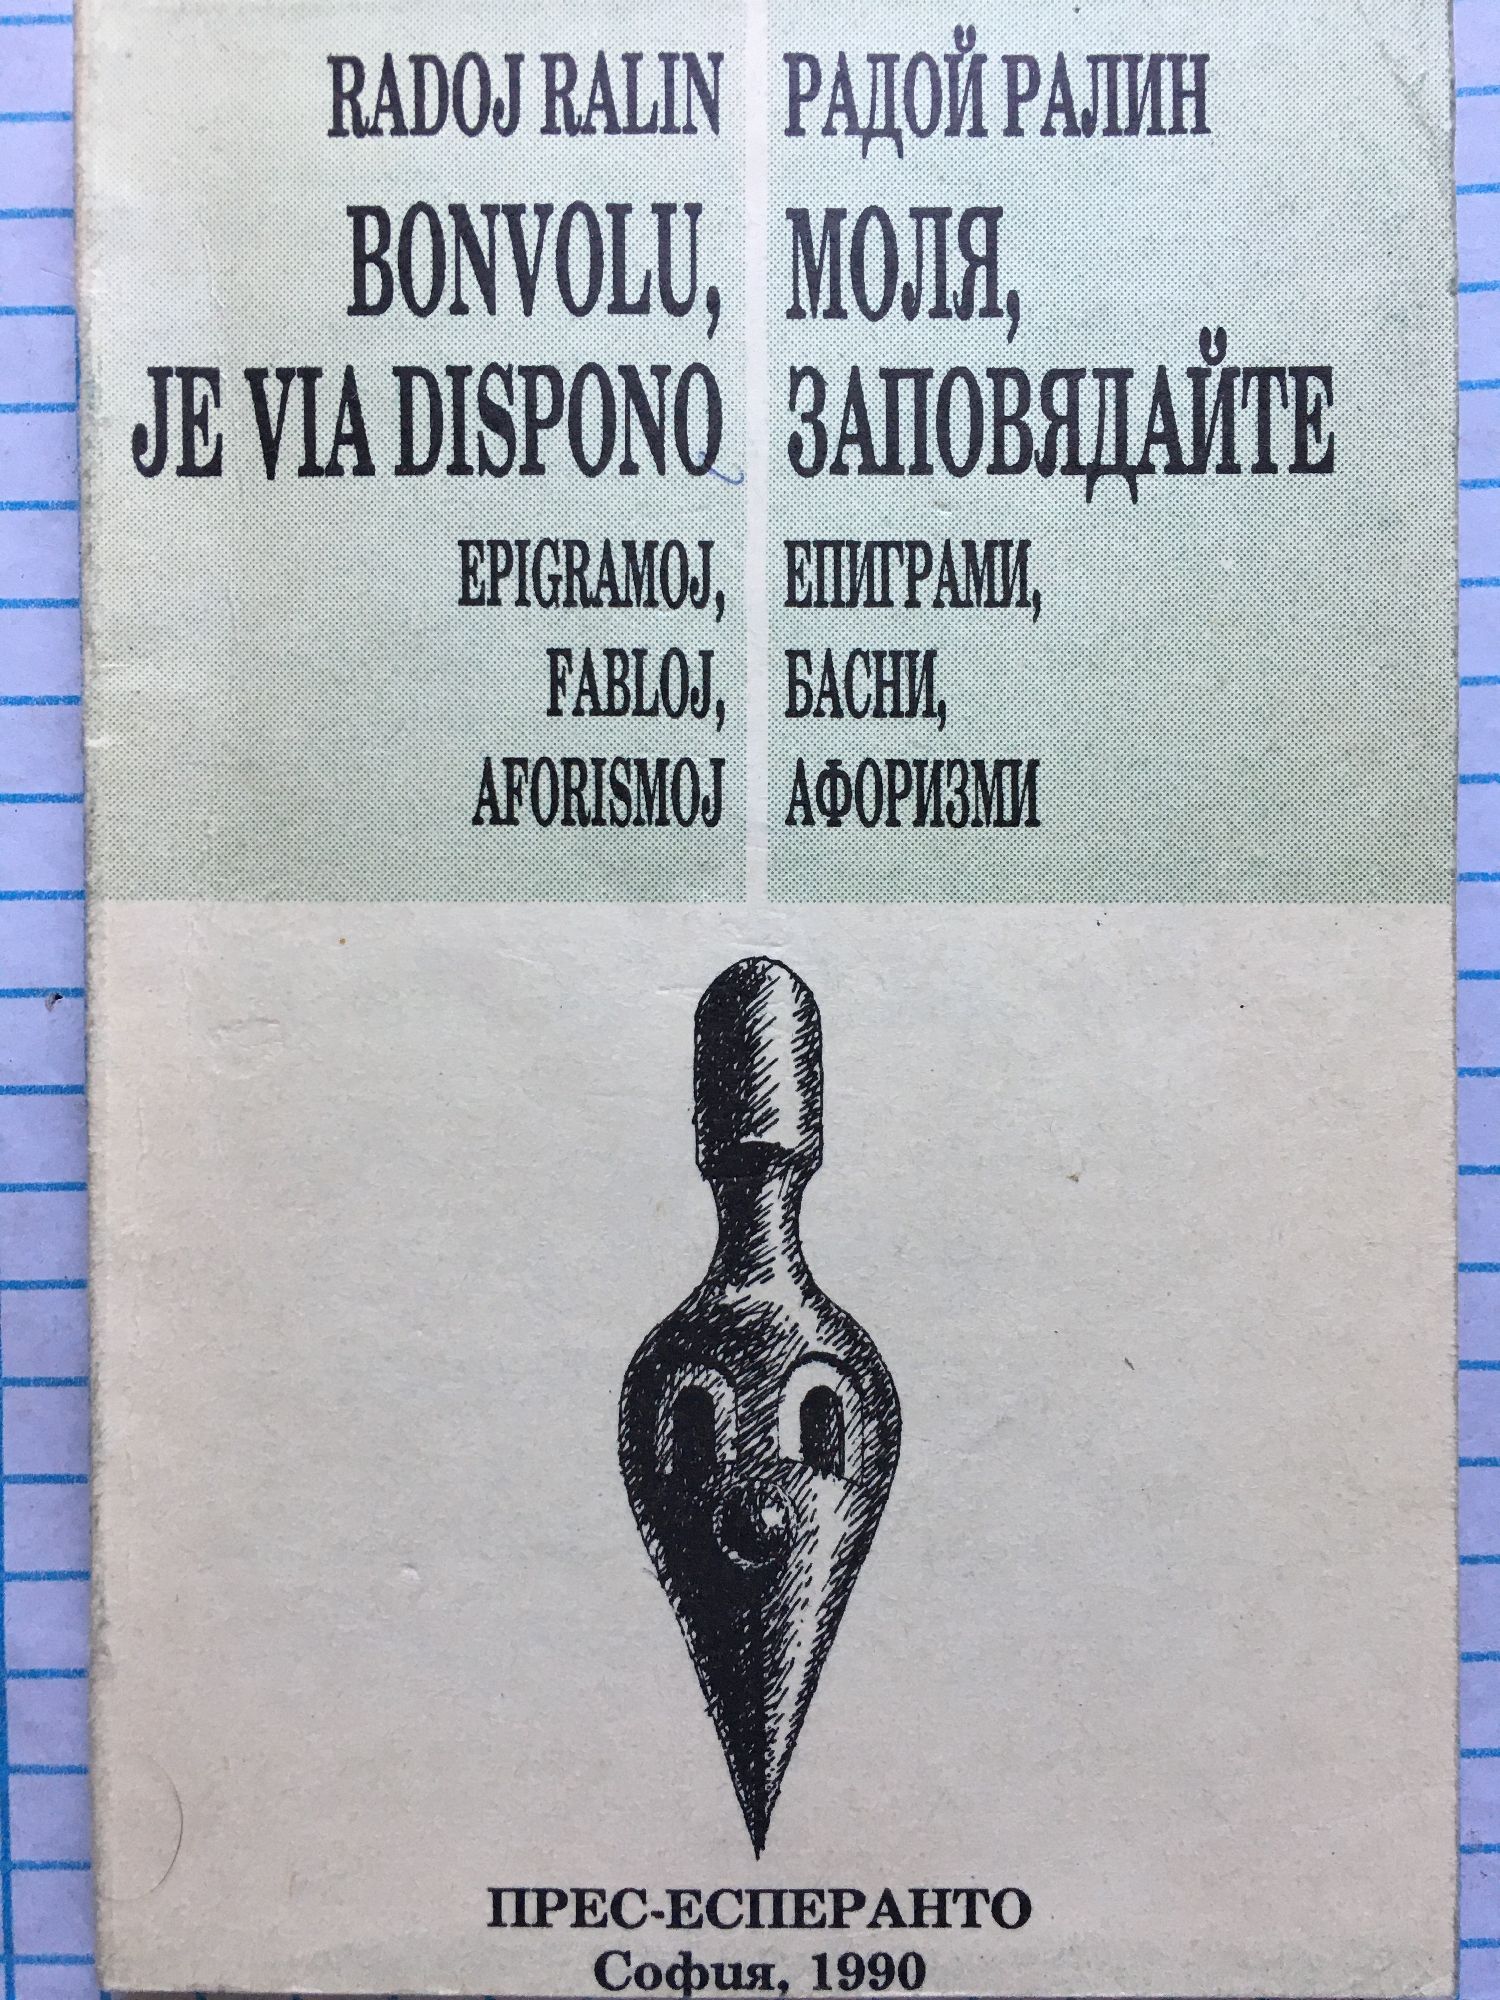 RADOJ RALIN
BONVOLU,
JE VIA DISPONO
EPIGRAMOJ,
FABLOJ,
AFORISMOJ
РАДОЙ РАЛИН
МОЛЯ,
ЗАПОВЯДАЙТЕ
ЕПИГРАМИ,
БАСНИ,
АФОРИЗМИ
ПРЕС-ЕСПЕРАНТО
София, 1990